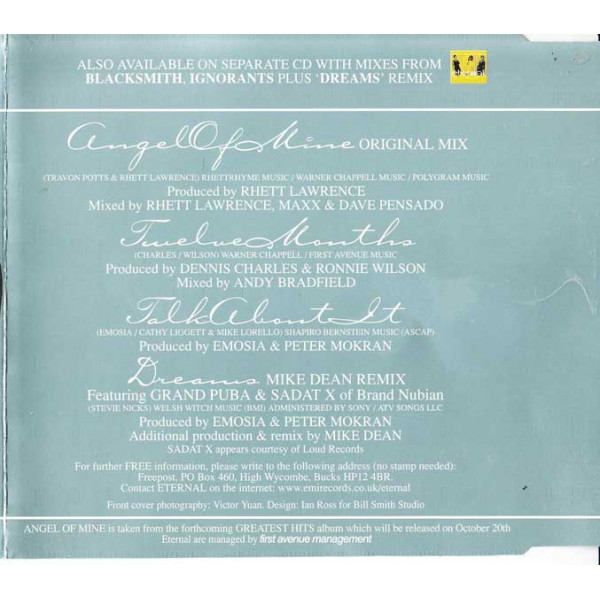 ALSO AVAILABLE ON SEPARATE CD WITH MIXES FROM
BLACKSMITH, IGNORANTS PLUS 'DREAMS' REMIX
Angel Of Mine ORIGINAL MIX
(TRAVON POTTS & RHETT LAWRENCE) RHETTRHYME MUSIC / WARNER CHAPPELL MUSIC / POLYGRAM MUSIC
Produced by RHETT LAWRENCE
Mixed by RHETT LAWRENCE, MAXX & DAVE PENSADO
Twelve Months
(CHARLES / WILSON) WARNER CHAPPELL / FIRST AVENUE MUSIC
Produced by DENNIS CHARLES & RONNIE WILSON
Mixed by ANDY BRADFIELD
Talk About It
(EMOSIA / CATHY LIGGETT & MIKE LORELLO) SHAPIRO BERNSTEIN MUSIC (ASCAP)
Produced by EMOSIA & PETER MOKRAN
Dreams MIKE DEAN REMIX
Featuring GRAND PUBA & SADAT X of Brand Nubian
(STEVIE NICKS) WELSH WITCH MUSIC (BMI) ADMINISTERED BY SONY / ATV SONGS LLC
Produced by EMOSIA & PETER MOKRAN
Additional production & remix by MIKE DEAN
SADAT X appears courtesy of Loud Records
For further FREE information, please write to the following address (no stamp needed):
Freepost, PO Box 460, High Wycombe, Bucks HP12 4BR.
Contact ETERNAL on the internet: www.emirecords.co.uk/eternal
Front cover photography: Victor Yuan. Design: Ian Ross for Bill Smith Studio
ANGEL OF MINE is taken from the forthcoming GREATEST HITS album which will be released on October 20th
Eternal are managed by first avenue management